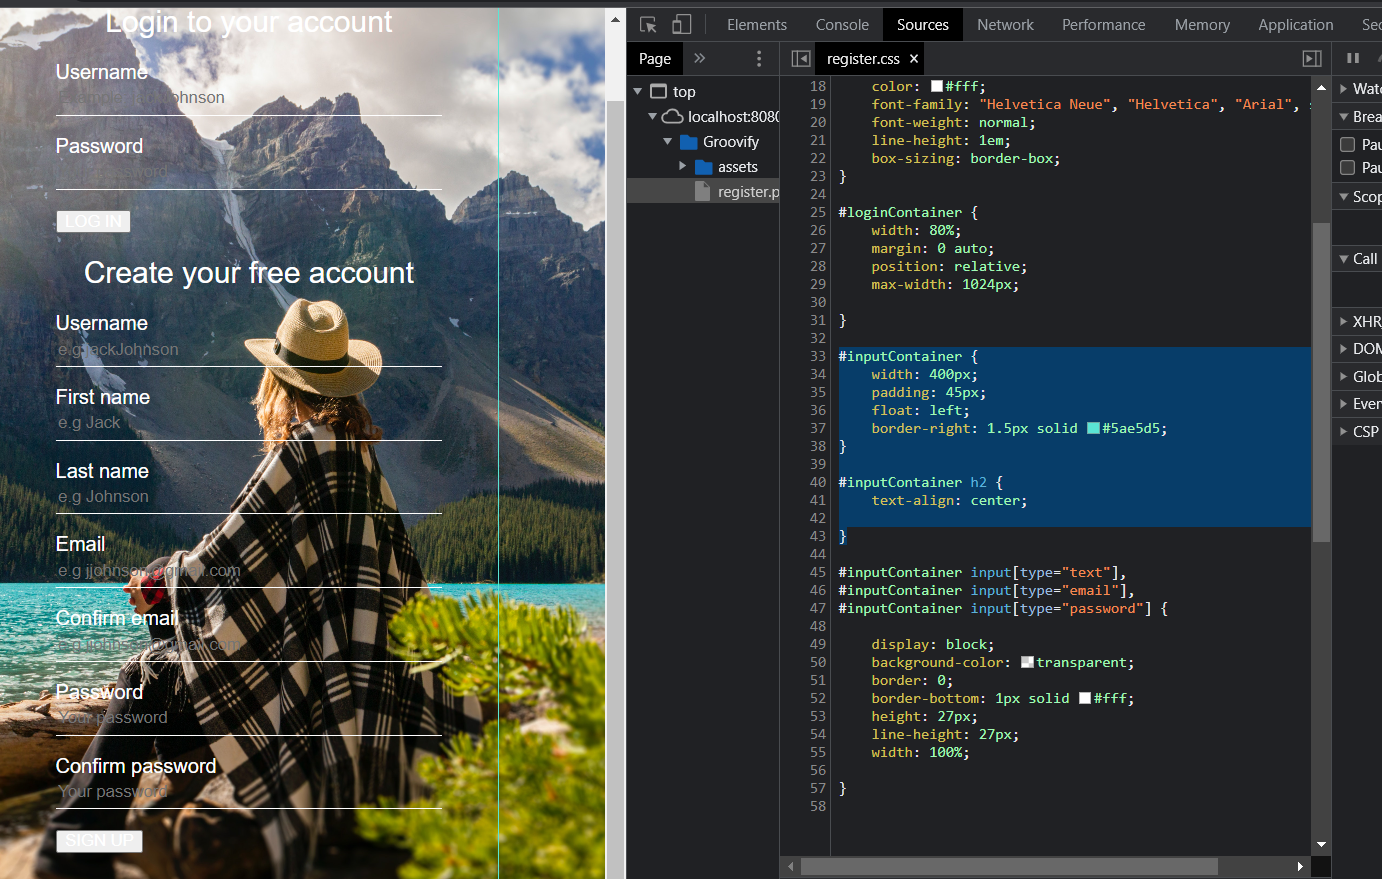 Login to your account
Username
Johnson
Password
LOG IN
Create your free account
Username
e.g jackJohnson
First name
e.g Jack
Last name
e.g Johnson
Email
e.g jjohnson@gmail.com
Confirm email
e.g jjohnson@gmail.com
Password
Your password
Confirm password
Your password
SIGN UP
Elements Console Sources Network Performance Memory Application Sec
Page » register.css ×
top
localhost:8080
Groovify
assets
register.p
18 color: #fff;
19 font-family: "Helvetica Neue", "Helvetica", "Arial", s
20 font-weight: normal;
21 line-height: 1em;
22 box-sizing: border-box;
23 }
24
25 #loginContainer {
26 width: 80%;
27 margin: 0 auto;
28 position: relative;
29 max-width: 1024px;
30
31 }
32
33 #inputContainer {
34 width: 400px;
35 padding: 45px;
36 float: left;
37 border-right: 1.5px solid #5ae5d5;
38 }
39
40 #inputContainer h2 {
41 text-align: center;
42
43 }
44
45 #inputContainer input[type="text"],
46 #inputContainer input[type="email"],
47 #inputContainer input[type="password"] {
48
49 display: block;
50 background-color: transparent;
51 border: 0;
52 border-bottom: 1px solid #fff;
53 height: 27px;
54 line-height: 27px;
55 width: 100%;
56
57 }
58
Watc
Brea
Pau
Pau
Scop
Call
XHR,
DOM
Glob
Even
CSP